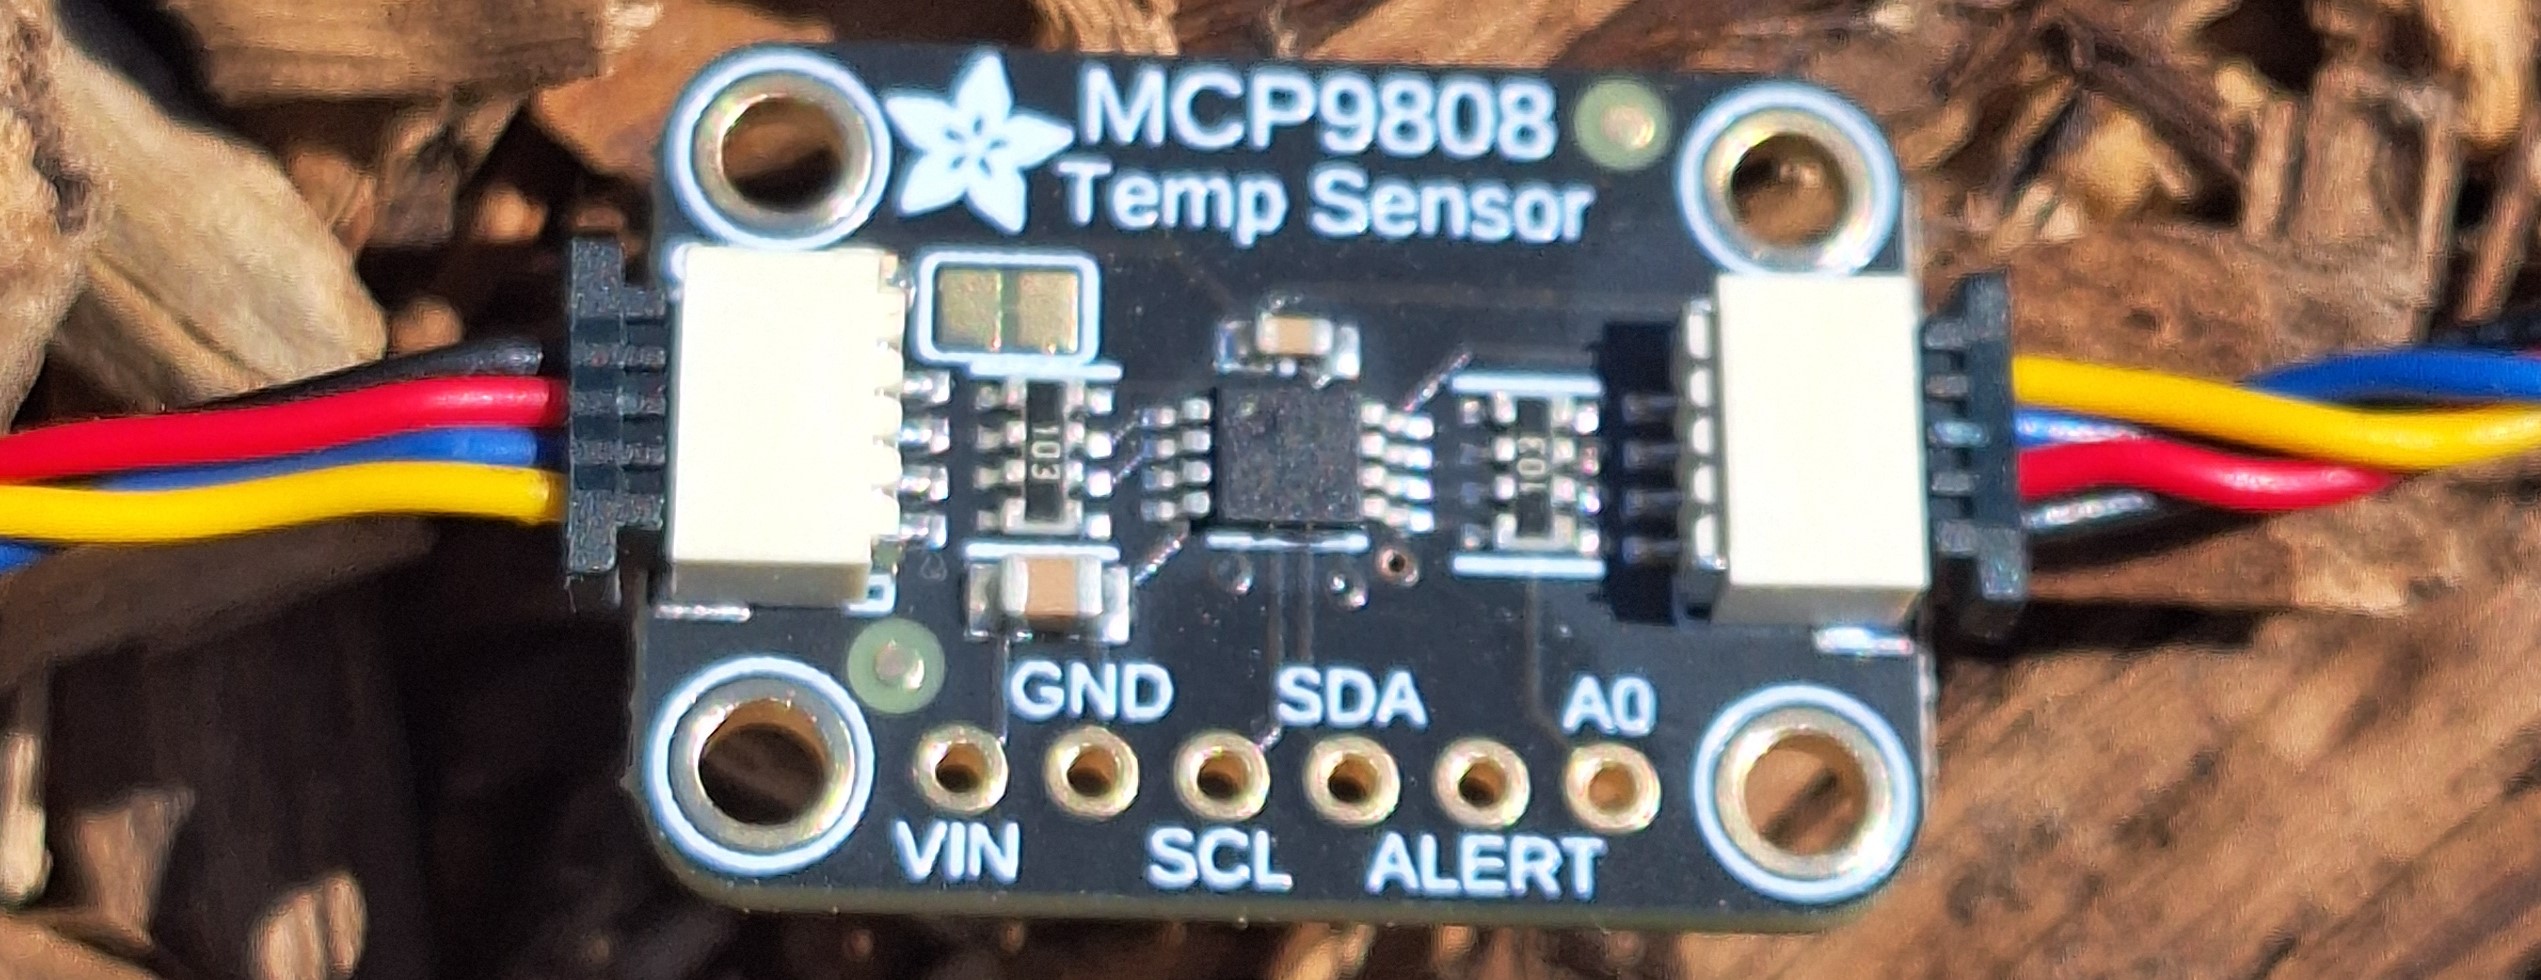 MCP9808
Temp Sensor
103
103
GND
SDA
A0
VIN
SCL
ALERT